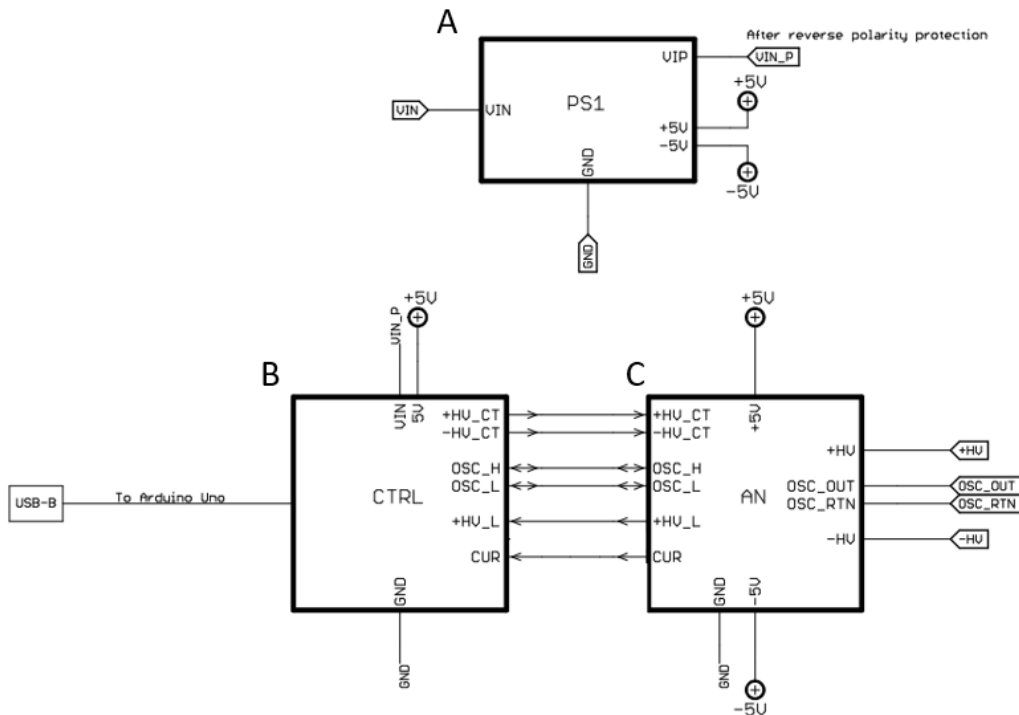 A
After reverse polarity protection
VIP
VIN_P
+5V
VIN
VIN
PS1
+5V
-5V
GND
-5V
GND
+5V
+5V
VIN_P
B
C
VIN
5V
+5V
+HV_CT
+HV_CT
-HV_CT
-HV_CT
+HV
+HV
OSC_H
OSC_H
OSC_L
OSC_L
OSC_OUT
OSC_OUT
USB-B
To Arduino Uno
CTRL
AN
OSC_RTN
OSC_RTN
+HV_L
+HV_L
-HV
-HV
CUR
CUR
GND
GND
-5V
GND
GND
-5V